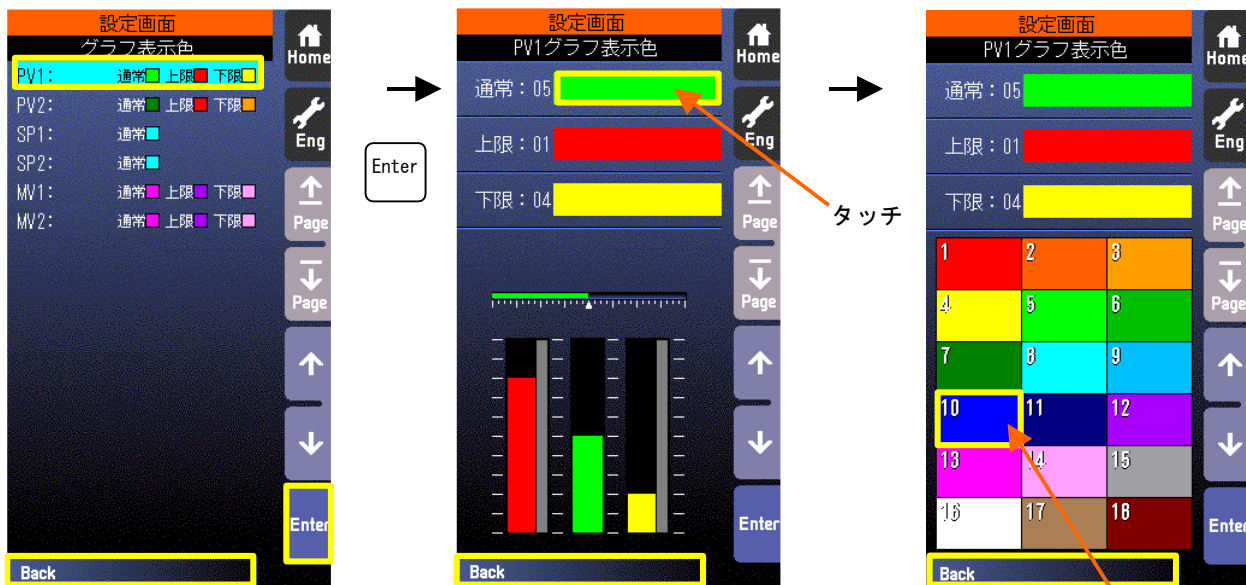 設定画面
グラフ表示色
PV1: 通常 上限 下限
PV2: 通常 上限 下限
SP1: 通常
SP2: 通常
MV1: 通常 上限 下限
MV2: 通常 上限 下限
Home
Eng
Page
Page
Enter
Back
Enter
設定画面
PV1グラフ表示色
通常:05
上限:01
下限:04
Home
Eng
Page
Page
Enter
Back
タッチ
設定画面
PV1グラフ表示色
通常:05
上限:01
下限:04
1 2 3
4 5 6
7 8 9
10 11 12
13 14 15
16 17 18
Home
Eng
Page
Page
Enter
Back